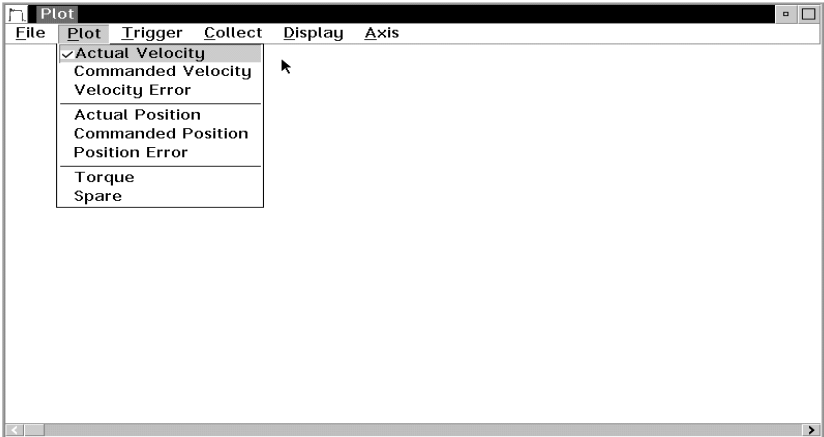 Plot
File Plot Trigger Collect Display Axis
Actual Velocity
Commanded Velocity
Velocity Error
Actual Position
Commanded Position
Position Error
Torque
Spare